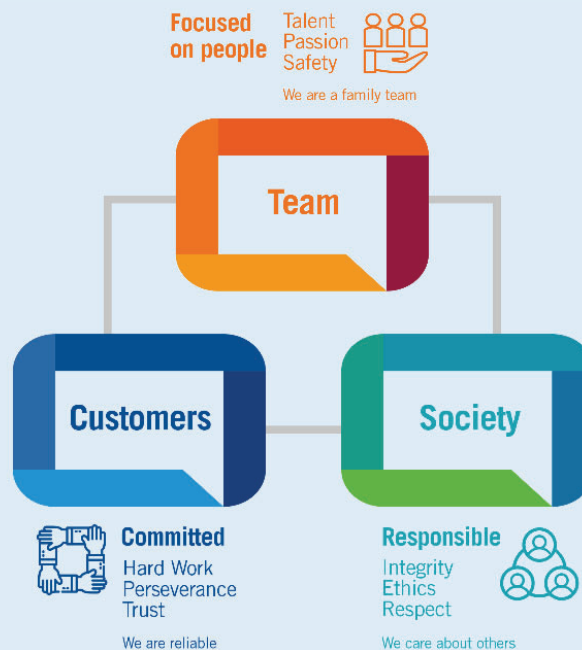 Focused
on people
Talent
Passion
Safety
We are a family team
Team
Customers
Society
Committed
Hard Work
Perseverance
Trust
We are reliable
Responsible
Integrity
Ethics
Respect
We care about others